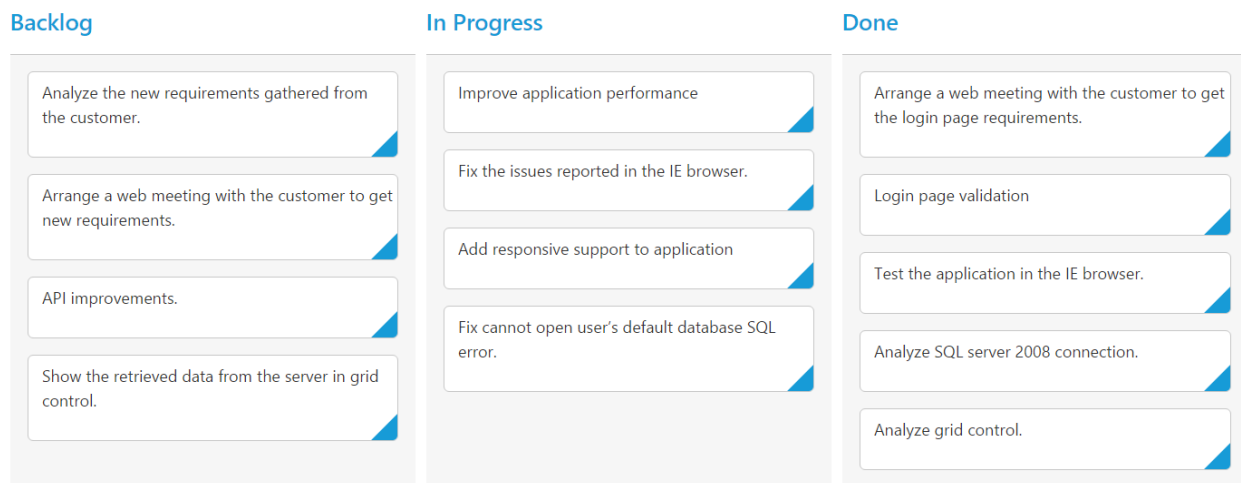 Backlog
Analyze the new requirements gathered from
the customer.
Arrange a web meeting with the customer to get
new requirements.
API improvements.
Show the retrieved data from the server in grid
control.
In Progress
Improve application performance
Fix the issues reported in the IE browser.
Add responsive support to application
Fix cannot open user’s default database SQL
error.
Done
Arrange a web meeting with the customer to get
the login page requirements.
Login page validation
Test the application in the IE browser.
Analyze SQL server 2008 connection.
Analyze grid control.